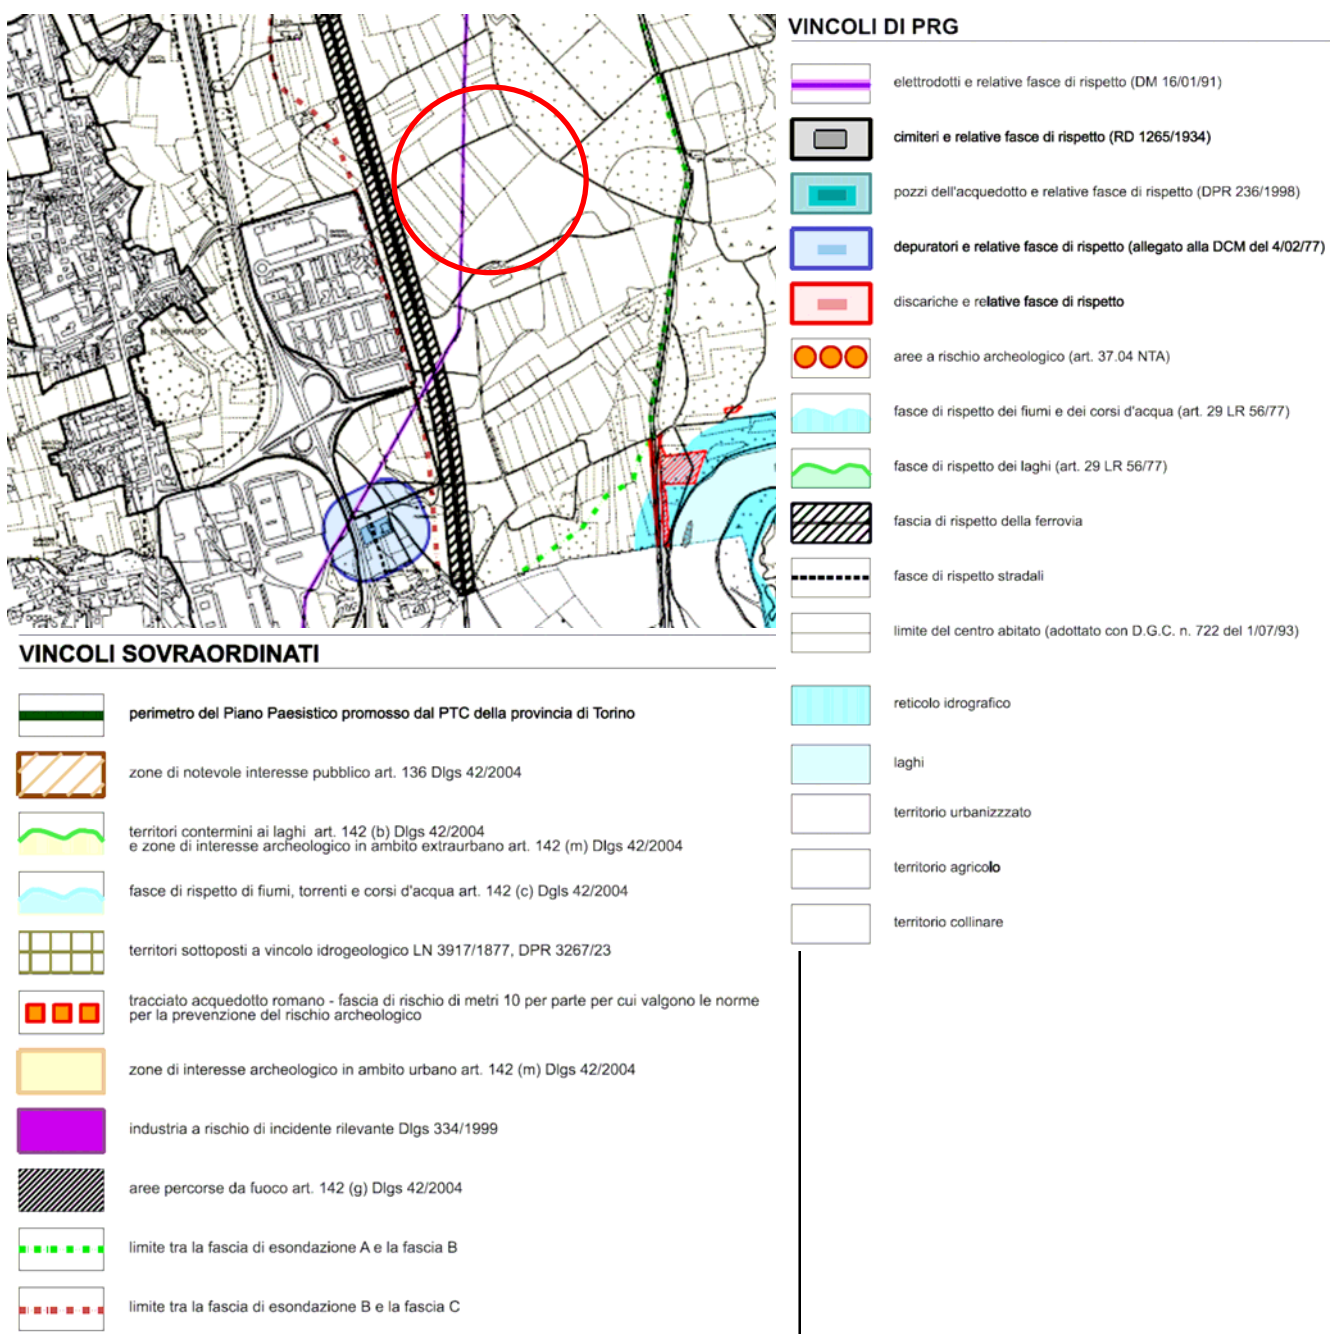 VINCOLI DI PRG
elettrodotti e relative fasce di rispetto (DM 16/01/91)
cimiteri e relative fasce di rispetto (RD 1265/1934)
pozzi dell'acquedotto e relative fasce di rispetto (DPR 236/1998)
depuratori e relative fasce di rispetto (allegato alla DCM del 4/02/77)
discariche e relative fasce di rispetto
aree a rischio archeologico (art. 37.04 NTA)
fasce di rispetto dei fiumi e dei corsi d'acqua (art. 29 LR 56/77)
fasce di rispetto dei laghi (art. 29 LR 56/77)
fascia di rispetto della ferrovia
fasce di rispetto stradali
limite del centro abitato (adottato con D.G.C. n. 722 del 1/07/93)
reticolo idrografico
laghi
territorio urbanizzzato
territorio agricolo
territorio collinare
VINCOLI SOVRAORDINATI
perimetro del Piano Paesistico promosso dal PTC della provincia di Torino
zone di notevole interesse pubblico art. 136 Dlgs 42/2004
territori contermini ai laghi art. 142 (b) Dlgs 42/2004
e zone di interesse archeologico in ambito extraurbano art. 142 (m) Dlgs 42/2004
fasce di rispetto di fiumi, torrenti e corsi d'acqua art. 142 (c) Dgls 42/2004
territori sottoposti a vincolo idrogeologico LN 3917/1877, DPR 3267/23
tracciato acquedotto romano - fascia di rischio di metri 10 per parte per cui valgono le norme
per la prevenzione del rischio archeologico
zone di interesse archeologico in ambito urbano art. 142 (m) Dlgs 42/2004
industria a rischio di incidente rilevante Dlgs 334/1999
aree percorse da fuoco art. 142 (g) Dlgs 42/2004
limite tra la fascia di esondazione A e la fascia B
limite tra la fascia di esondazione B e la fascia C